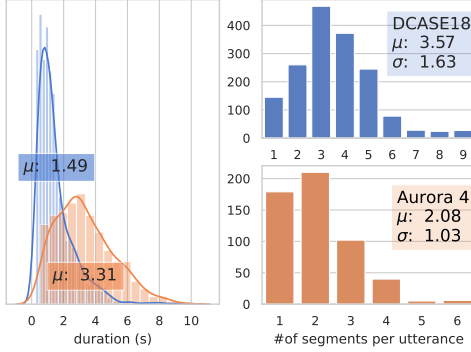 μ: 1.49
μ: 3.31
0 2 4 6 8 10
duration (s)
400
300
200
100
0
DCASE18
μ: 3.57
σ: 1.63
1 2 3 4 5 6 7 8 9
200
150
100
50
0
Aurora 4
μ: 2.08
σ: 1.03
1 2 3 4 5 6
#of segments per utterance